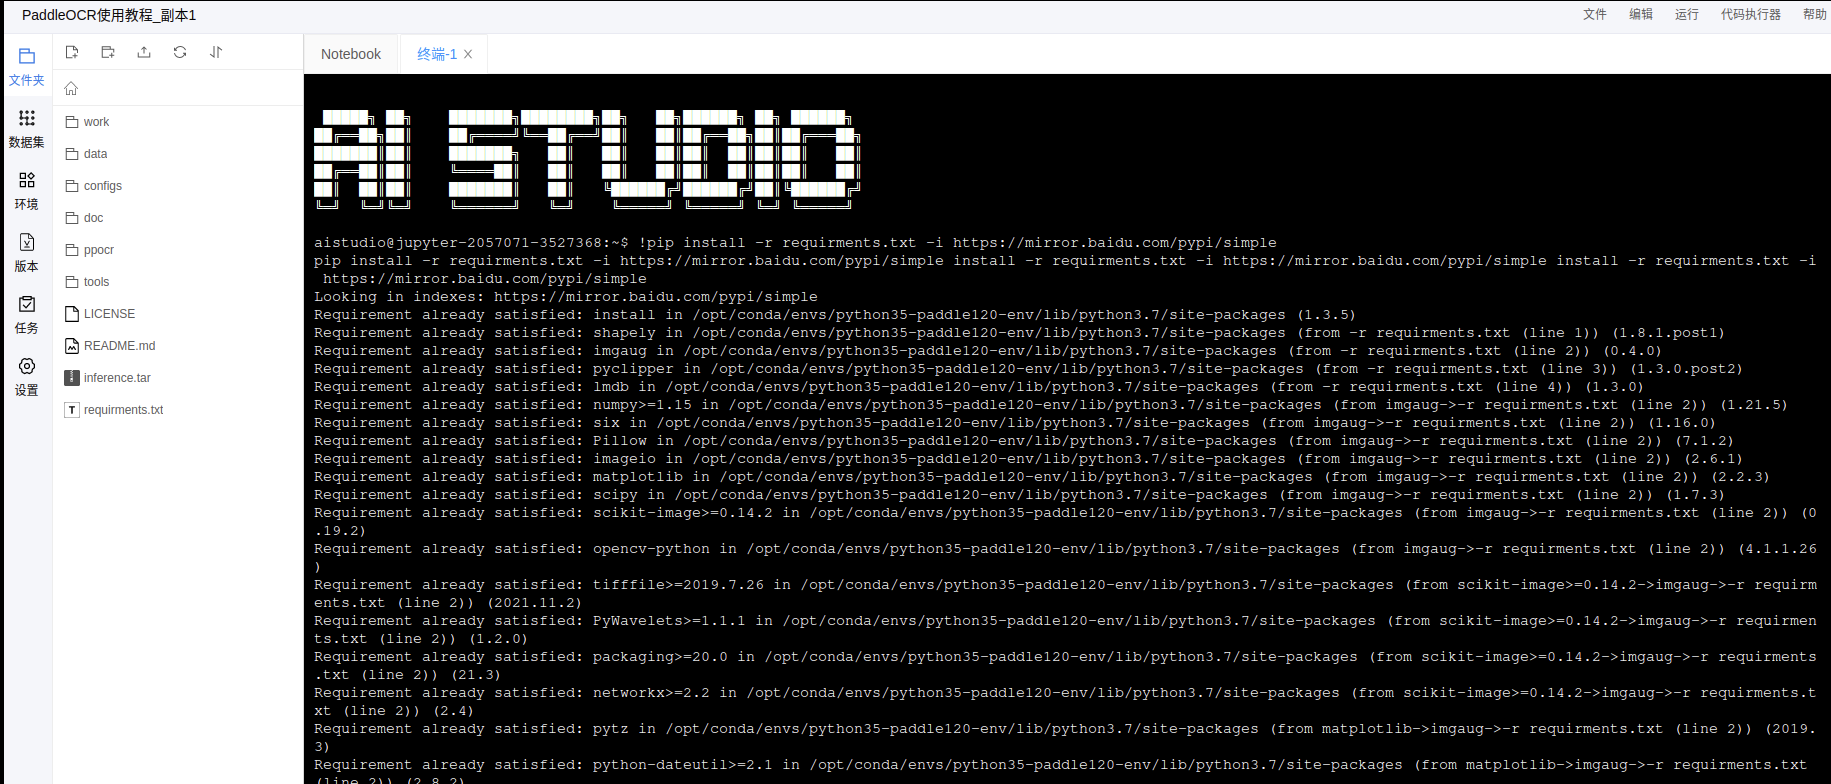 PaddleOCR使用教程_副本1
文件 编辑 运行 代码执行器 帮助
文件夹
数据集
环境
版本
任务
设置
work
data
configs
doc
ppocr
tools
LICENSE
README.md
inference.tar
requirments.txt
Notebook 终端-1
AI STUDIO
aistudio@jupyter-2057071-3527368:~$ !pip install -r requirments.txt -i https://mirror.baidu.com/pypi/simple
pip install -r requirments.txt -i https://mirror.baidu.com/pypi/simple install -r requirments.txt -i https://mirror.baidu.com/pypi/simple install -r requirments.txt -i
https://mirror.baidu.com/pypi/simple
Looking in indexes: https://mirror.baidu.com/pypi/simple
Requirement already satisfied: install in /opt/conda/envs/python35-paddle120-env/lib/python3.7/site-packages (1.3.5)
Requirement already satisfied: shapely in /opt/conda/envs/python35-paddle120-env/lib/python3.7/site-packages (from -r requirments.txt (line 1)) (1.8.1.post1)
Requirement already satisfied: imgaug in /opt/conda/envs/python35-paddle120-env/lib/python3.7/site-packages (from -r requirments.txt (line 2)) (0.4.0)
Requirement already satisfied: pyclipper in /opt/conda/envs/python35-paddle120-env/lib/python3.7/site-packages (from -r requirments.txt (line 3)) (1.3.0.post2)
Requirement already satisfied: lmdb in /opt/conda/envs/python35-paddle120-env/lib/python3.7/site-packages (from -r requirments.txt (line 4)) (1.3.0)
Requirement already satisfied: numpy>=1.15 in /opt/conda/envs/python35-paddle120-env/lib/python3.7/site-packages (from imgaug->-r requirments.txt (line 2)) (1.21.5)
Requirement already satisfied: six in /opt/conda/envs/python35-paddle120-env/lib/python3.7/site-packages (from imgaug->-r requirments.txt (line 2)) (1.16.0)
Requirement already satisfied: Pillow in /opt/conda/envs/python35-paddle120-env/lib/python3.7/site-packages (from imgaug->-r requirments.txt (line 2)) (7.1.2)
Requirement already satisfied: imageio in /opt/conda/envs/python35-paddle120-env/lib/python3.7/site-packages (from imgaug->-r requirments.txt (line 2)) (2.6.1)
Requirement already satisfied: matplotlib in /opt/conda/envs/python35-paddle120-env/lib/python3.7/site-packages (from imgaug->-r requirments.txt (line 2)) (2.2.3)
Requirement already satisfied: scipy in /opt/conda/envs/python35-paddle120-env/lib/python3.7/site-packages (from imgaug->-r requirments.txt (line 2)) (1.7.3)
Requirement already satisfied: scikit-image>=0.14.2 in /opt/conda/envs/python35-paddle120-env/lib/python3.7/site-packages (from imgaug->-r requirments.txt (line 2)) (0
.19.2)
Requirement already satisfied: opencv-python in /opt/conda/envs/python35-paddle120-env/lib/python3.7/site-packages (from imgaug->-r requirments.txt (line 2)) (4.1.1.26
)
Requirement already satisfied: tifffile>=2019.7.26 in /opt/conda/envs/python35-paddle120-env/lib/python3.7/site-packages (from scikit-image>=0.14.2->imgaug->-r requirm
ents.txt (line 2)) (2021.11.2)
Requirement already satisfied: PyWavelets>=1.1.1 in /opt/conda/envs/python35-paddle120-env/lib/python3.7/site-packages (from scikit-image>=0.14.2->imgaug->-r requirmen
ts.txt (line 2)) (1.2.0)
Requirement already satisfied: packaging>=20.0 in /opt/conda/envs/python35-paddle120-env/lib/python3.7/site-packages (from scikit-image>=0.14.2->imgaug->-r requirments
.txt (line 2)) (21.3)
Requirement already satisfied: networkx>=2.2 in /opt/conda/envs/python35-paddle120-env/lib/python3.7/site-packages (from scikit-image>=0.14.2->imgaug->-r requirments.t
xt (line 2)) (2.4)
Requirement already satisfied: pytz in /opt/conda/envs/python35-paddle120-env/lib/python3.7/site-packages (from matplotlib->imgaug->-r requirments.txt (line 2)) (2019.
3)
Requirement already satisfied: python-dateutil>=2.1 in /opt/conda/envs/python35-paddle120-env/lib/python3.7/site-packages (from matplotlib->imgaug->-r requirments.txt
(line 2)) (2.8.2)